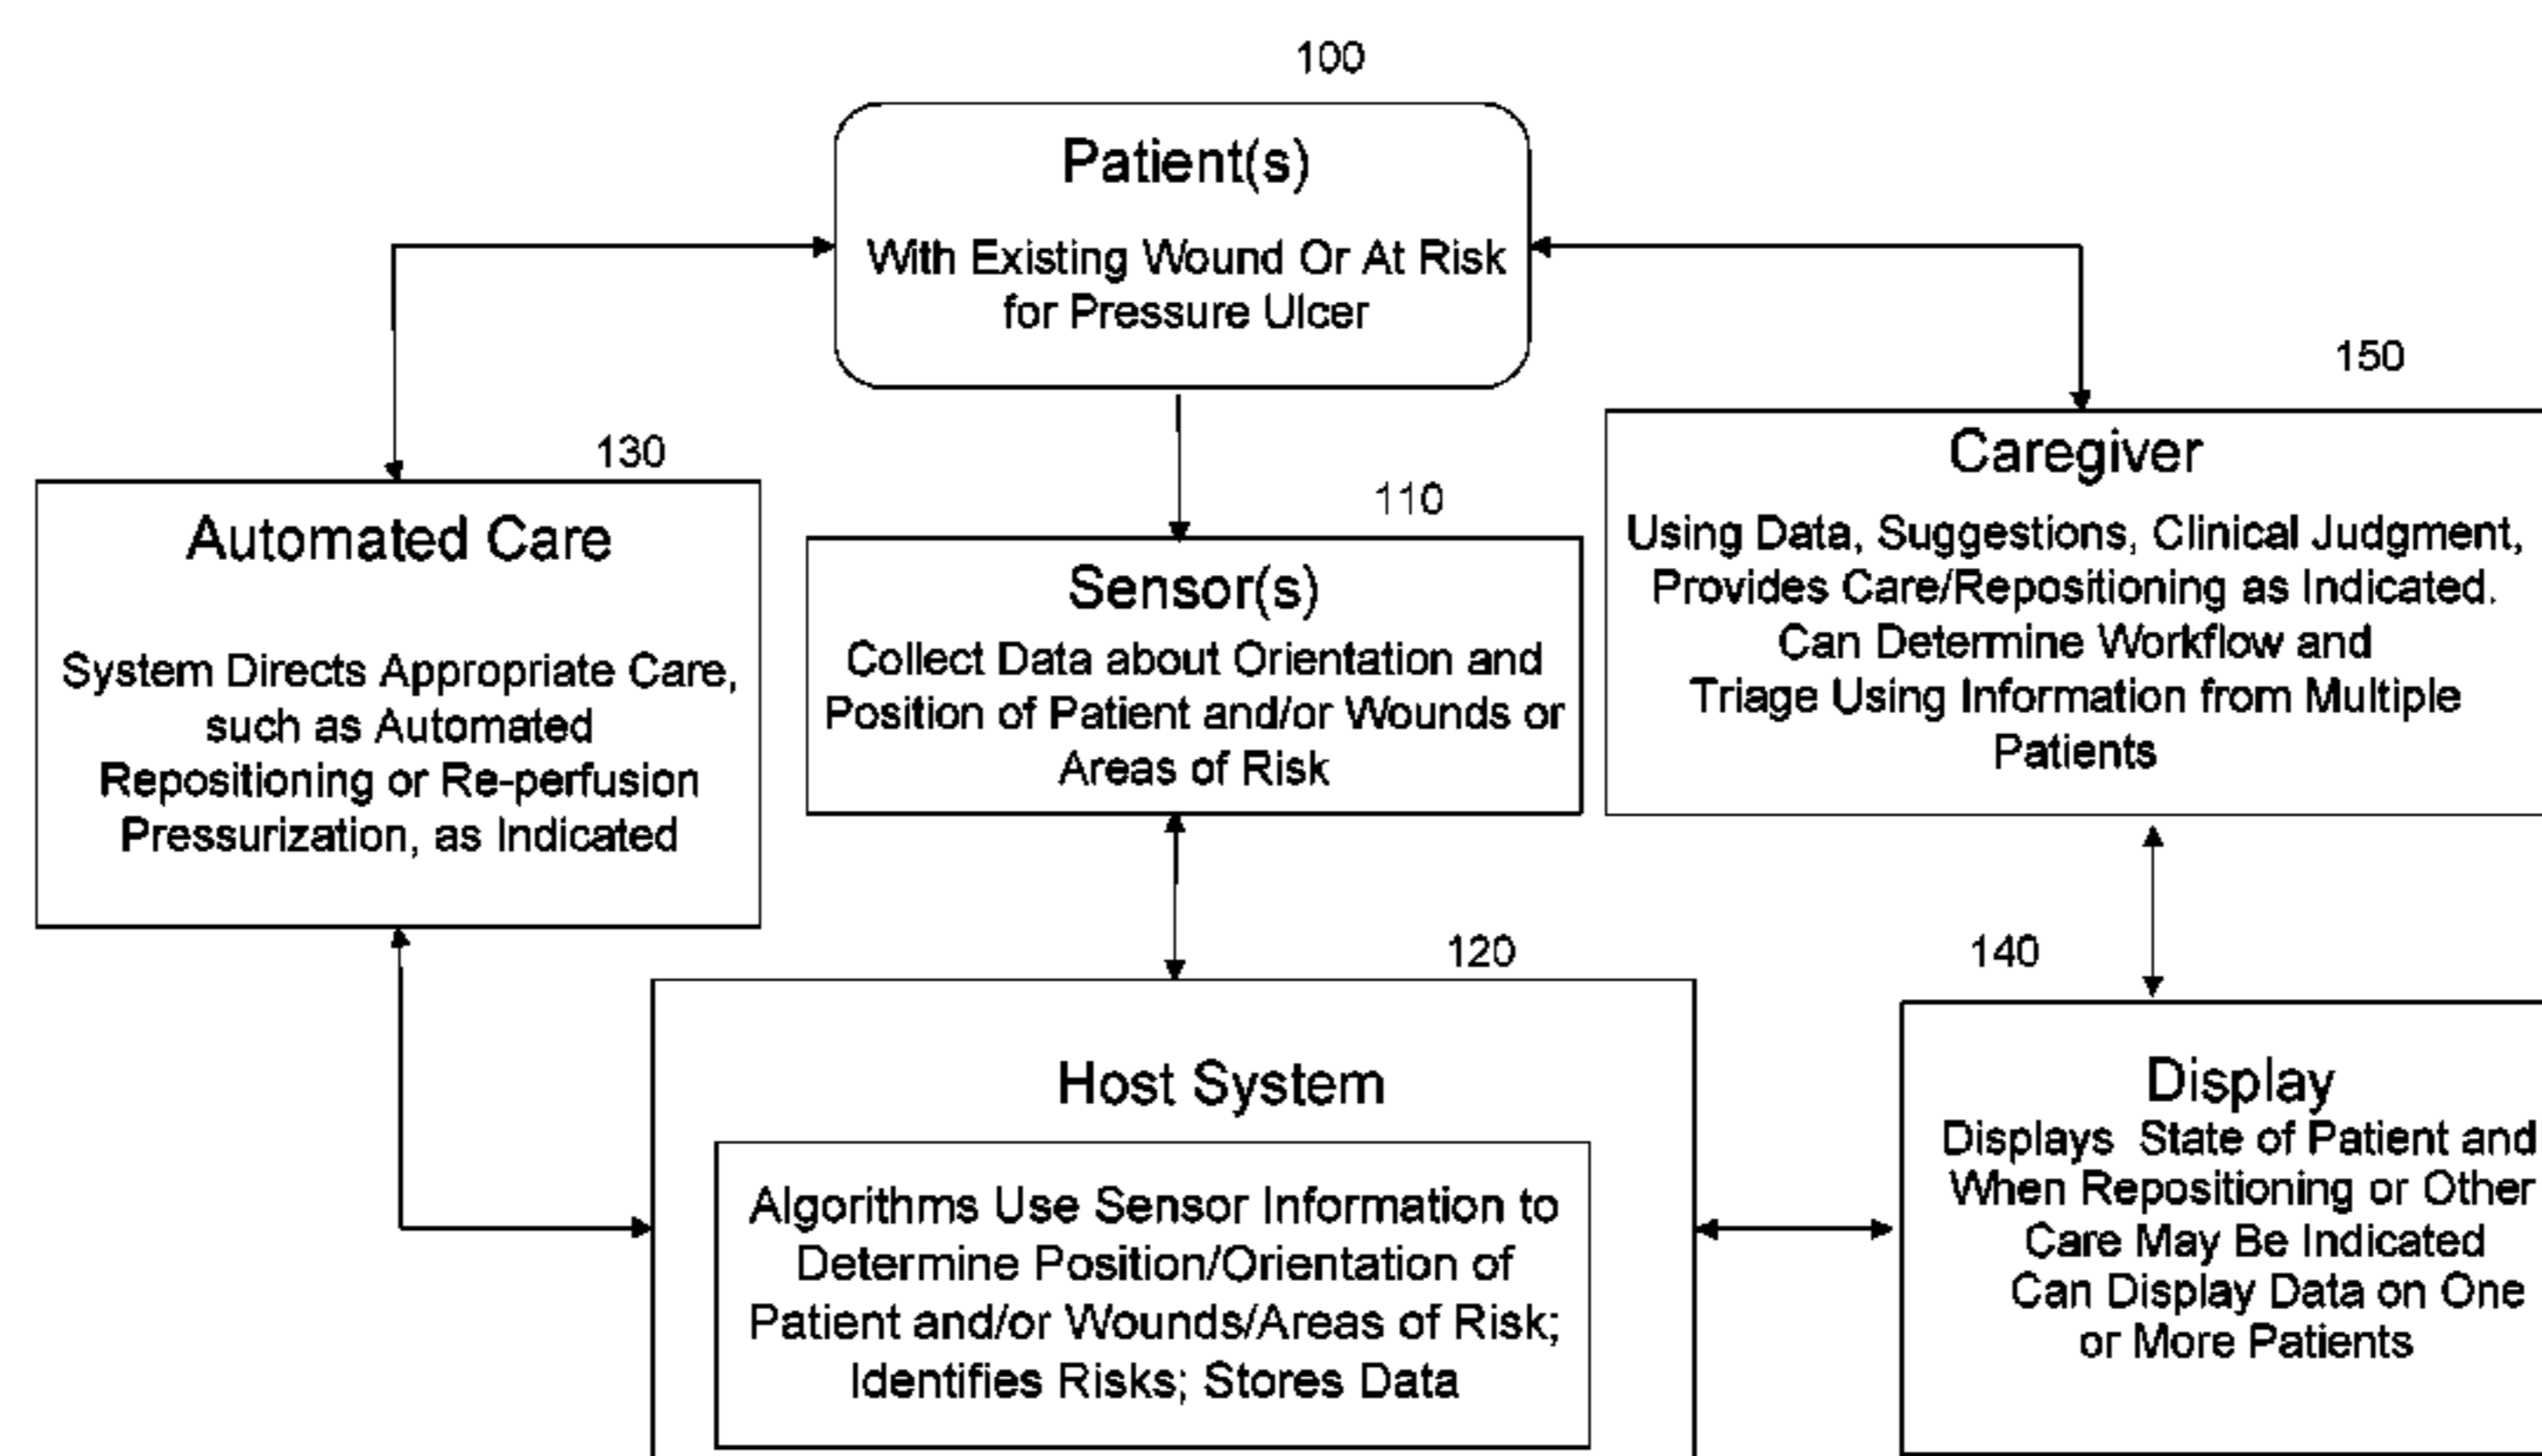 100
Patient(s)
With Existing Wound Or At Risk
for Pressure Ulcer
130
Automated Care
System Directs Appropriate Care,
such as Automated
Repositioning or Re-perfusion
Pressurization, as Indicated
110
Sensor(s)
Collect Data about Orientation and
Position of Patient and/or Wounds or
Areas of Risk
150
Caregiver
Using Data, Suggestions, Clinical Judgment,
Provides Care/Repositioning as Indicated.
Can Determine Workflow and
Triage Using Information from Multiple
Patients
120
Host System
Algorithms Use Sensor Information to
Determine Position/Orientation of
Patient and/or Wounds/Areas of Risk;
Identifies Risks; Stores Data
140
Display
Displays State of Patient and
When Repositioning or Other
Care May Be Indicated
Can Display Data on One
or More Patients